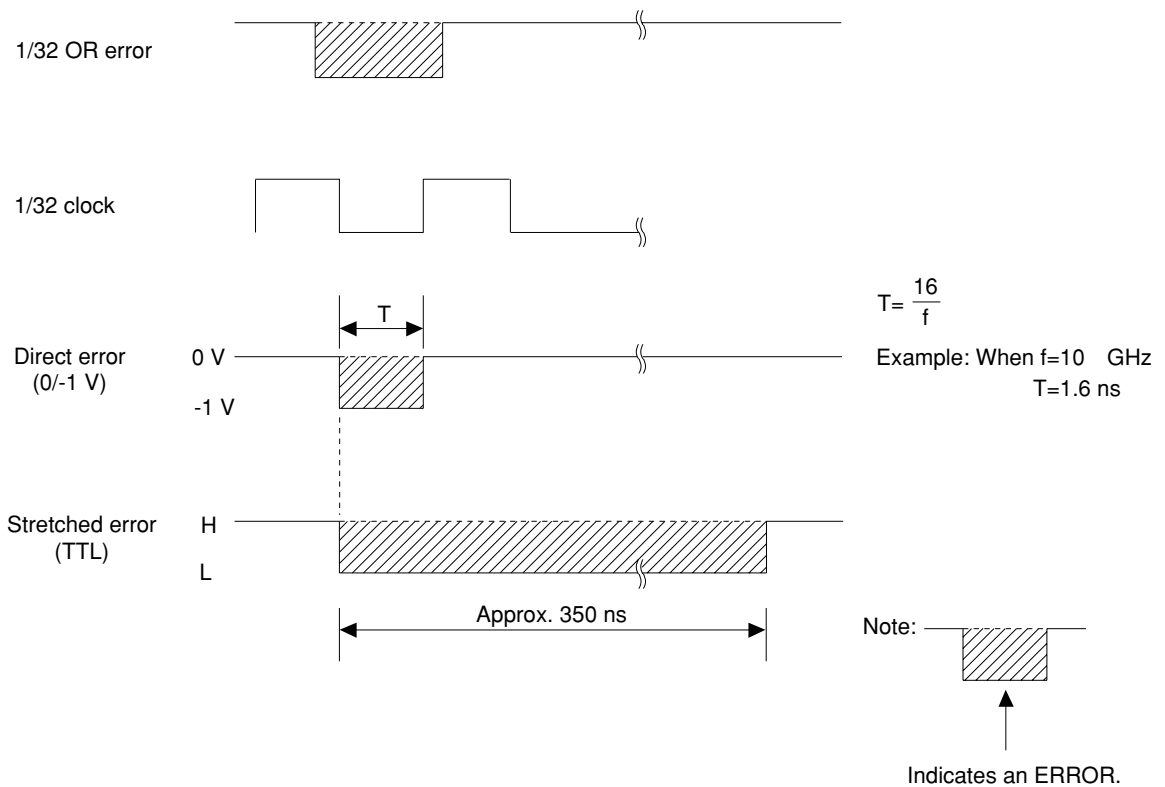 1/32 OR error
1/32 clock
T
T= 16
f
Direct error
(0/-1 V)
0 V
-1 V
Example: When f=10 GHz
T=1.6 ns
Stretched error
(TTL)
H
L
Approx. 350 ns
Note:
Indicates an ERROR.